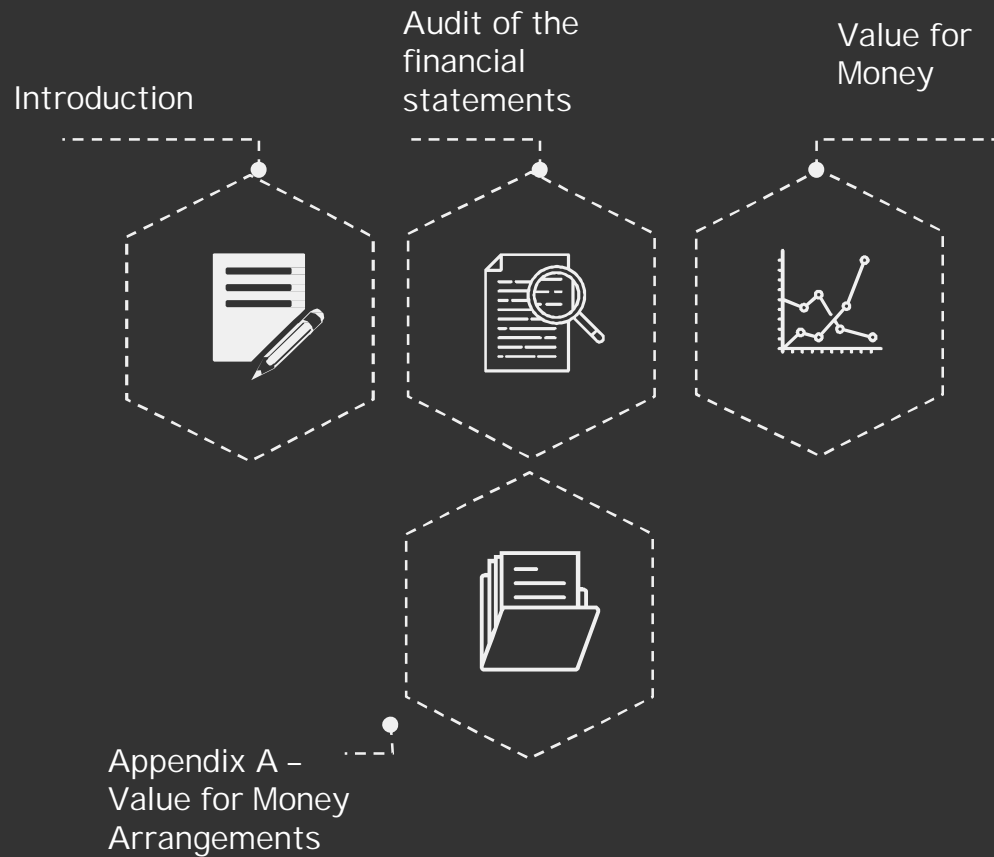 Introduction
Audit of the
financial
statements
Value for
Money
Appendix A –
Value for Money
Arrangements